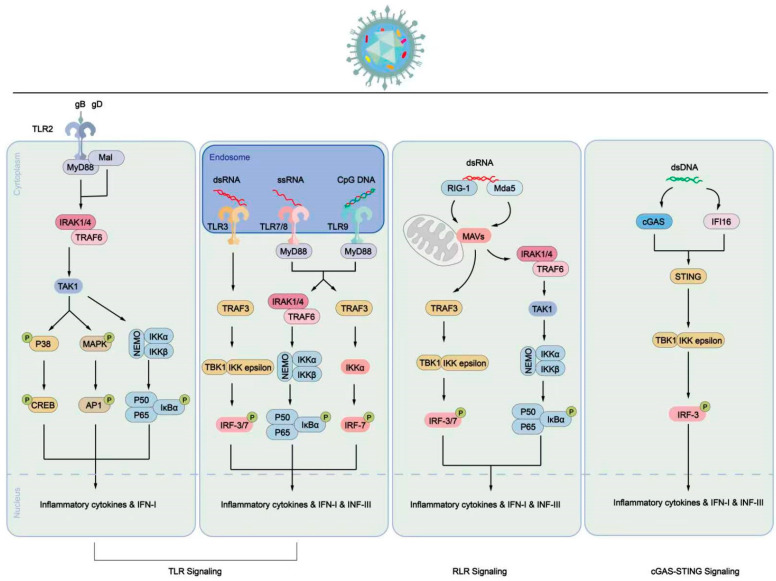 gB gD
TLR2
Mal
MyD88
IRAK1/4
TRAF6
TAK1
P
P38
P
MAPK
NEMO
IKKα
IKKβ
P
CREB
P
AP1
P50
P65
IκBα
P
Inflammatory cytokines & IFN-I
Cytioplasm
Nucleus
Endosome
dsRNA
ssRNA
CpG DNA
TLR3
TLR7/8
TLR9
MyD88
MyD88
TRAF3
IRAK1/4
TRAF6
TRAF3
TBK1 IKK epsilon
NEMO
IKKα
IKKβ
IKKα
IRF-3/7
P
P50
P65
IκBα
P
IRF-7
P
Inflammatory cytokines & IFN-I & INF-III
dsRNA
RIG-1
Mda5
MAVs
IRAK1/4
TRAF6
TRAF3
TAK1
TBK1 IKK epsilon
NEMO
IKKα
IKKβ
IRF-3/7
P
P50
P65
IκBα
P
Inflammatory cytokines & IFN-I & INF-III
dsDNA
cGAS
IFI16
STING
TBK1 IKK epsilon
IRF-3
P
Inflammatory cytokines & IFN-I & INF-III
TLR Signaling
RLR Signaling
cGAS-STING Signaling